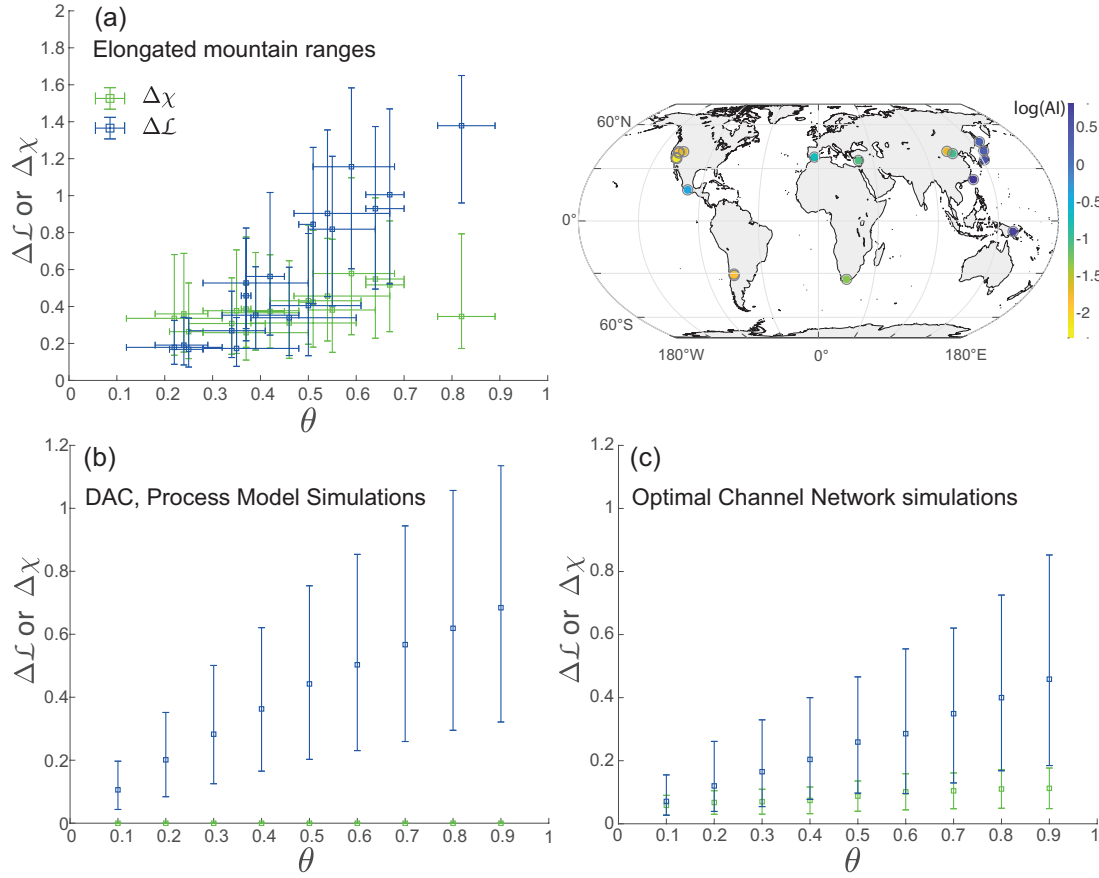 (a)
Elongated mountain ranges
Δχ
Δℒ
Δℒ or Δχ
2
1.8
1.6
1.4
1.2
1
0.8
0.6
0.4
0.2
0
0 0.1 0.2 0.3 0.4 0.5 0.6 0.7 0.8 0.9 1
θ
log(AI)
60°N
0°
60°S
180°W 0° 180°E
0.5
0
-0.5
-1
-1.5
-2
(b)
DAC, Process Model Simulations
Δℒ or Δχ
1.2
1
0.8
0.6
0.4
0.2
0
0 0.1 0.2 0.3 0.4 0.5 0.6 0.7 0.8 0.9 1
θ
(c)
Optimal Channel Network simulations
Δℒ or Δχ
1.2
1
0.8
0.6
0.4
0.2
0
0 0.1 0.2 0.3 0.4 0.5 0.6 0.7 0.8 0.9 1
θ